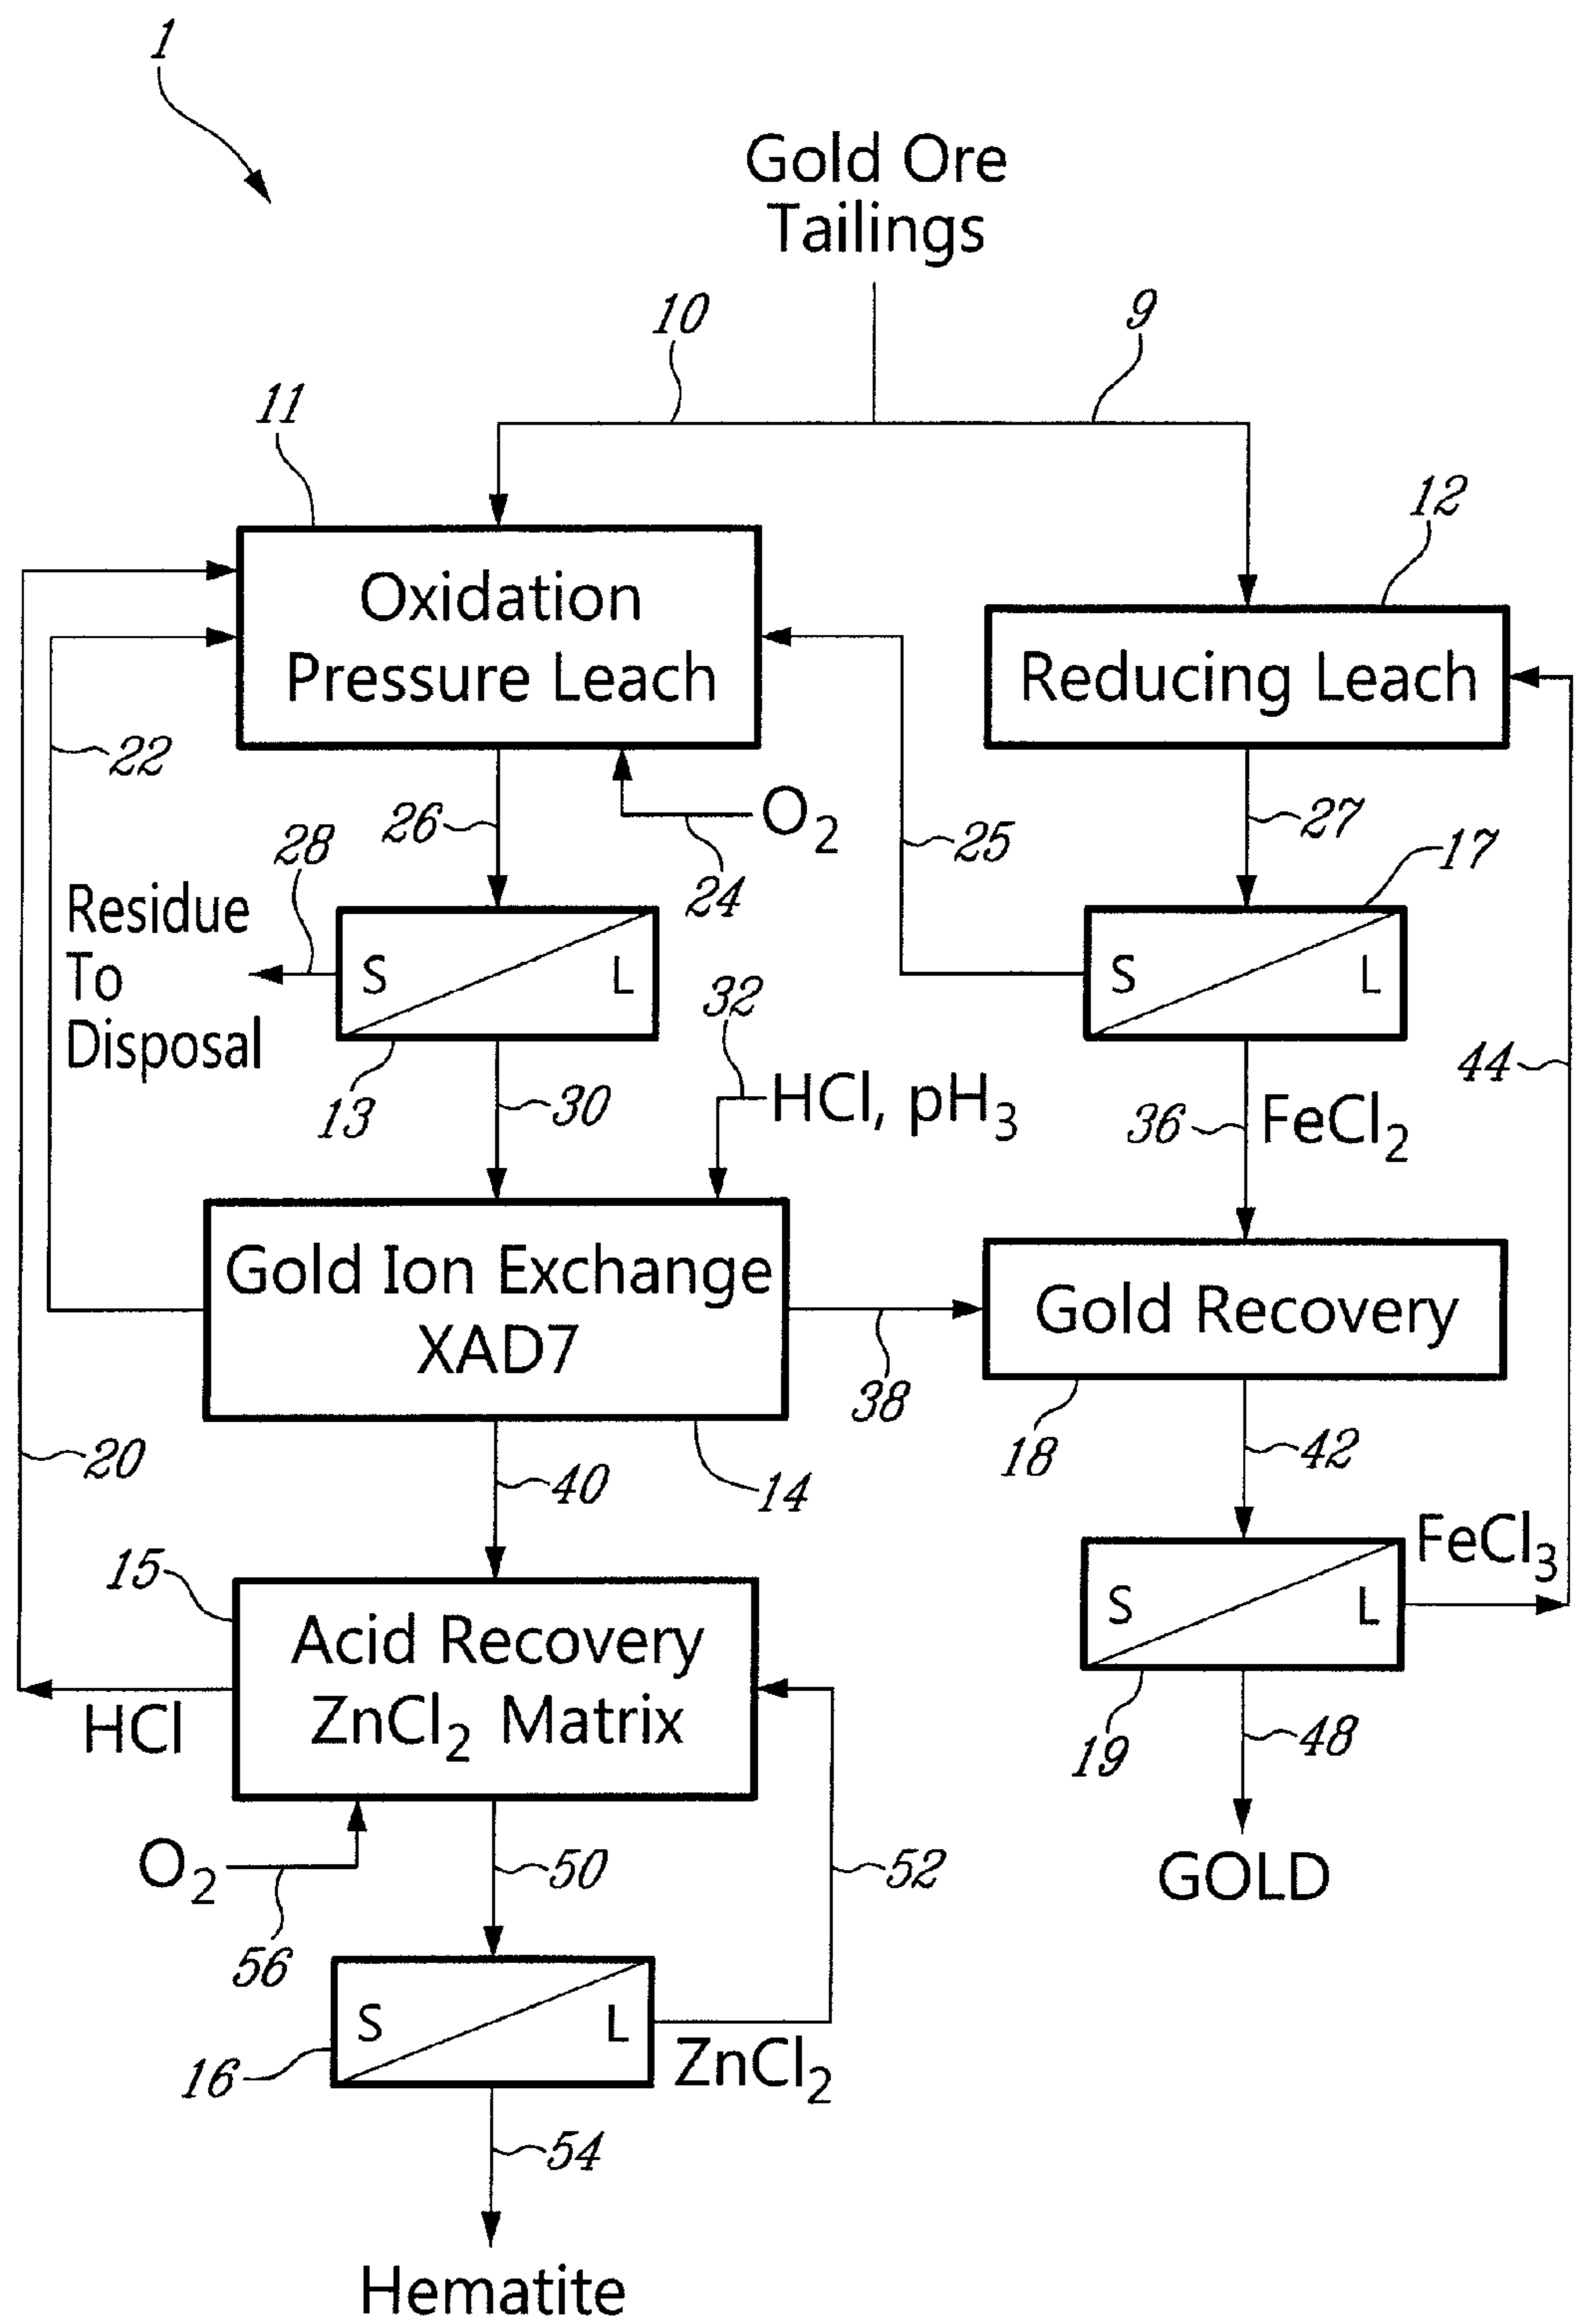 1
Gold Ore
Tailings
10
9
11
12
Oxidation
Pressure Leach
Reducing Leach
22
26
O2
24
25
27
17
28
Residue
To
Disposal
S
L
S
L
32
13
30
HCl, pH3
36
FeCl2
44
Gold Ion Exchange
XAD7
38
Gold Recovery
20
40
14
18
42
15
FeCl3
Acid Recovery
ZnCl2 Matrix
S
L
HCl
19
48
O2
56
50
52
GOLD
S
L
16
ZnCl2
54
Hematite